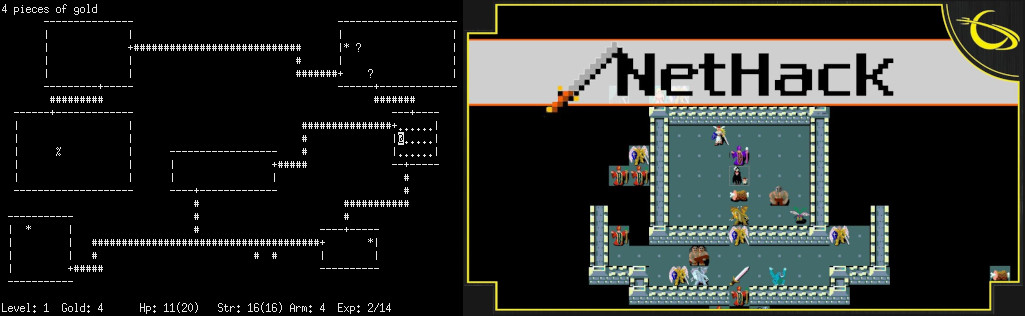 4 pieces of gold
NetHack
Level: 1 Gold: 4 Hp: 11(20) Str: 16(16) Arm: 4 Exp: 2/14